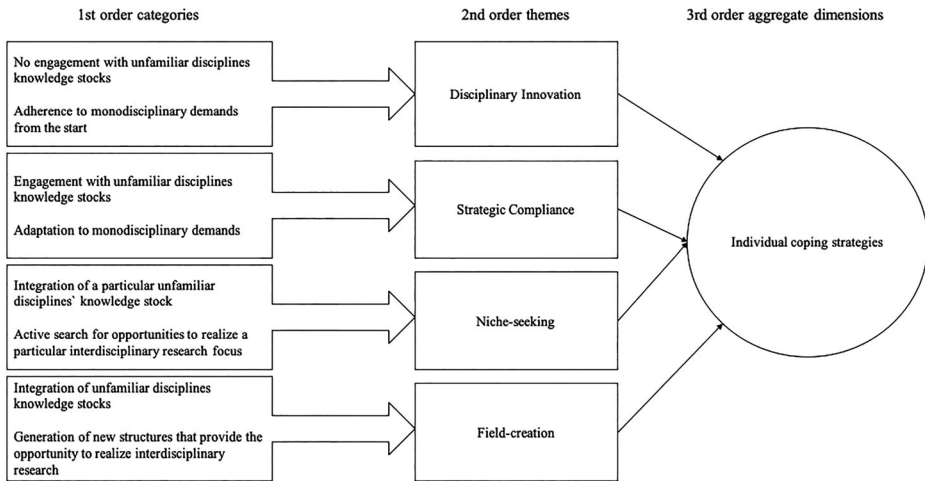 1st order categories
2nd order themes
3rd order aggregate dimensions
No engagement with unfamiliar disciplines
knowledge stocks
Adherence to monodisciplinary demands
from the start
Disciplinary Innovation
Engagement with unfamiliar disciplines
knowledge stocks
Adaptation to monodisciplinary demands
Strategic Compliance
Integration of a particular unfamiliar
disciplines` knowledge stock
Active search for opportunities to realize a
particular interdisciplinary research focus
Niche-seeking
Integration of unfamiliar disciplines
knowledge stocks
Generation of new structures that provide the
opportunity to realize interdisciplinary
research
Field-creation
Individual coping strategies